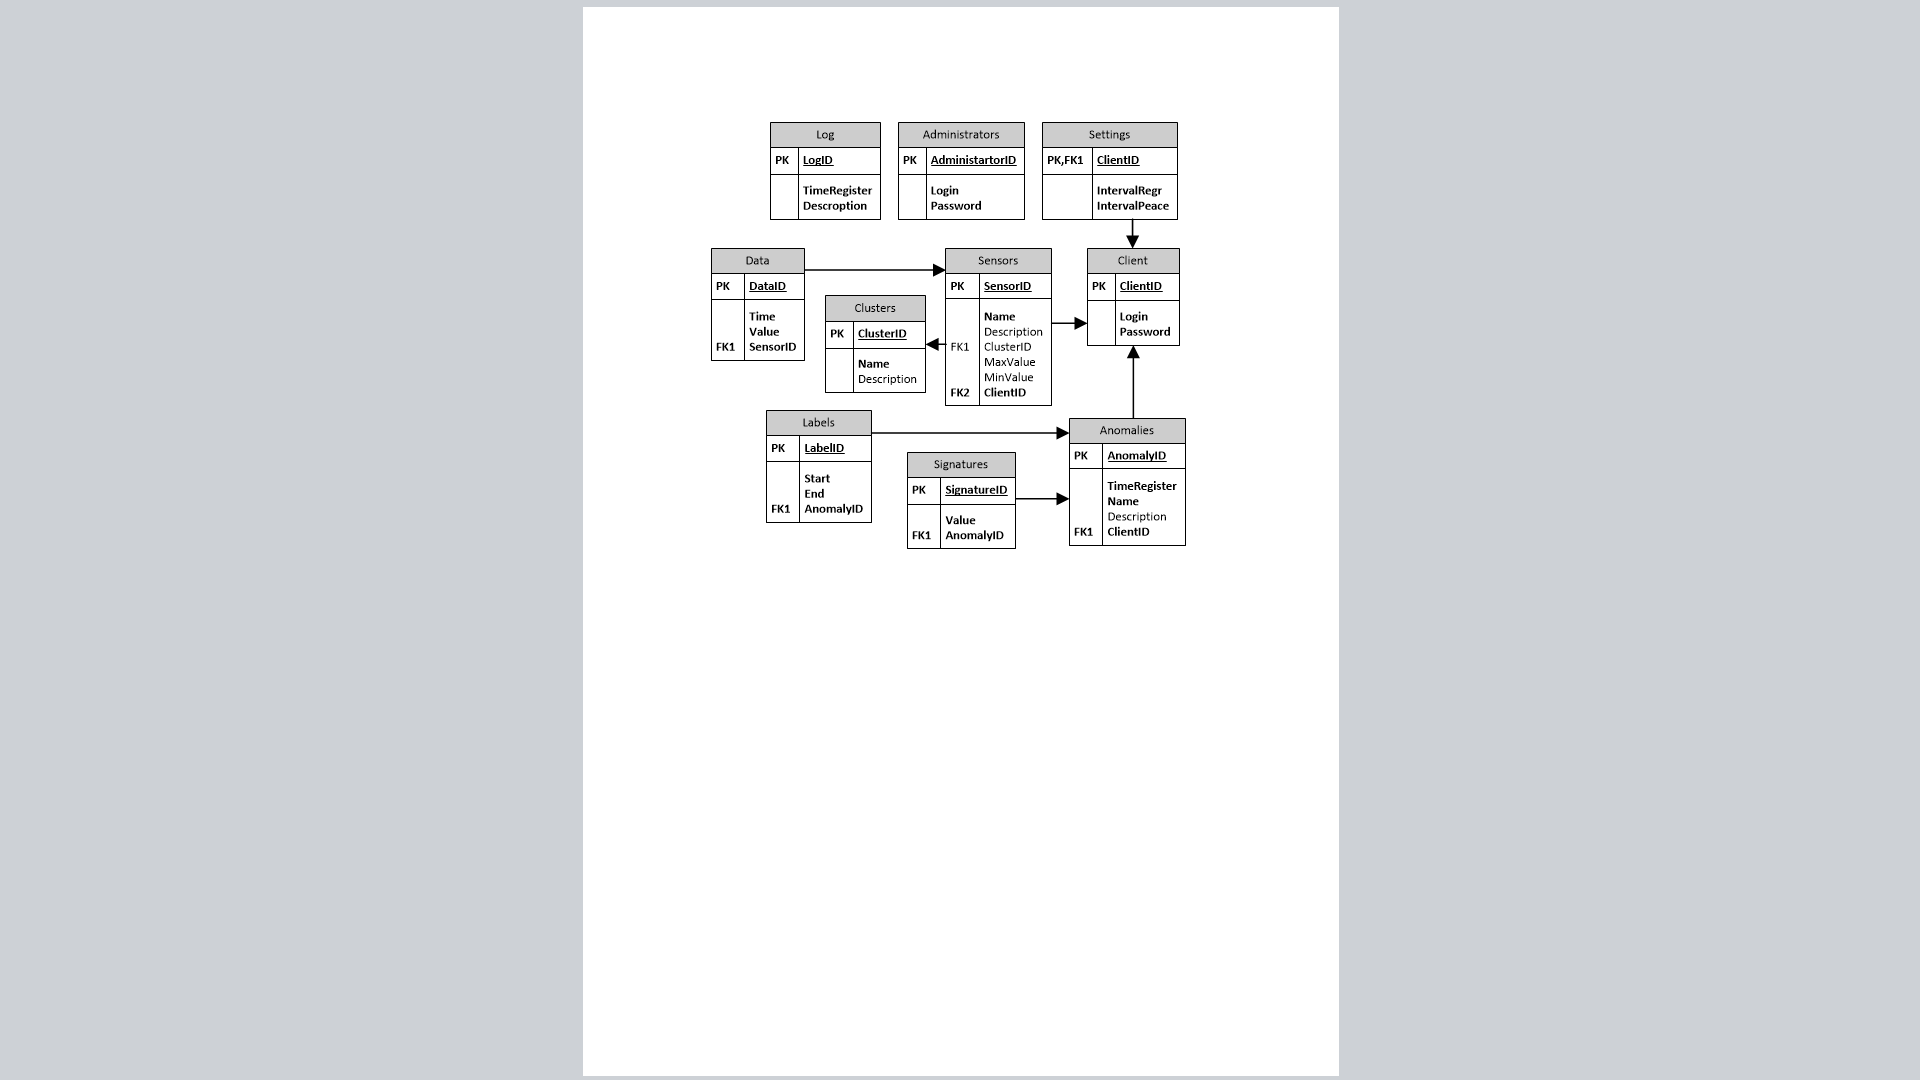 Log
PK LogID
TimeRegister
Descroption
Administrators
PK AdministartorID
Login
Password
Settings
PK,FK1 ClientID
IntervalRegr
IntervalPeace
Data
PK DataID
Time
Value
FK1 SensorID
Clusters
PK ClusterID
Name
Description
Sensors
PK SensorID
Name
Description
FK1 ClusterID
MaxValue
MinValue
FK2 ClientID
Client
PK ClientID
Login
Password
Labels
PK LabelID
Start
End
FK1 AnomalyID
Signatures
PK SignatureID
Value
FK1 AnomalyID
Anomalies
PK AnomalyID
TimeRegister
Name
Description
FK1 ClientID